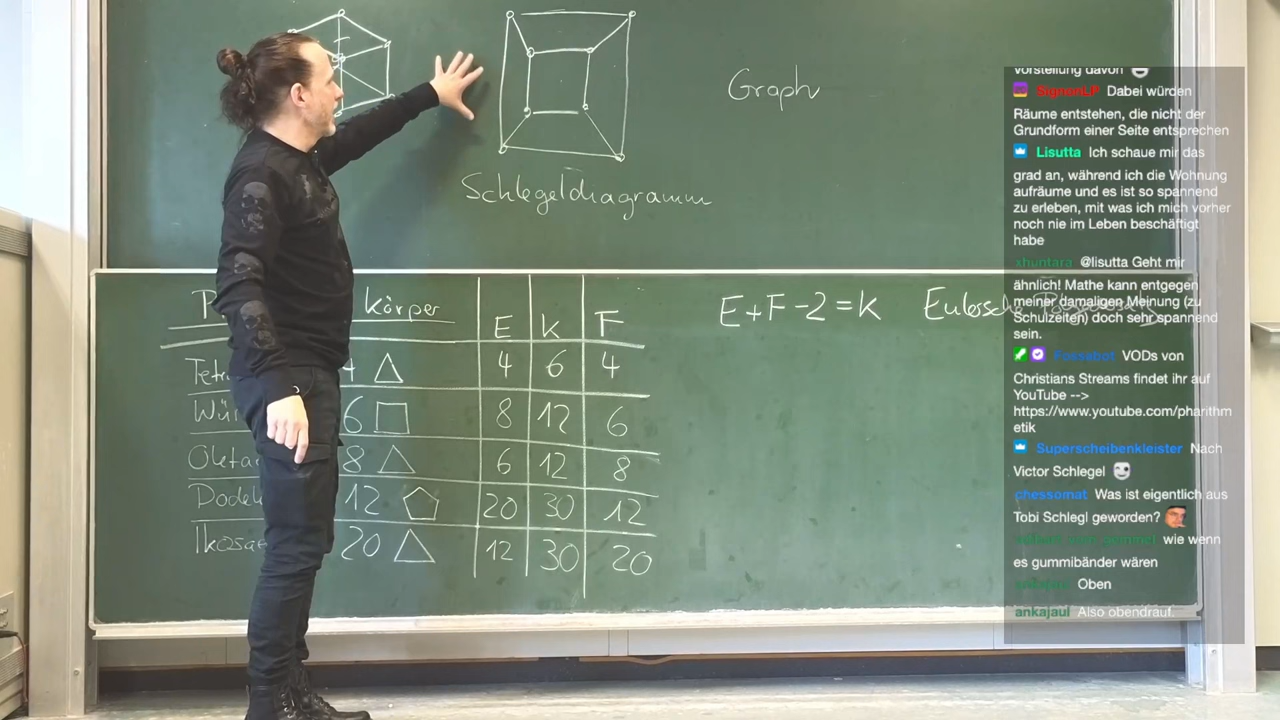 Graph
Schlegeldiagramm
P körper E K F
Tetr 4 4 6 4
Wür 6 8 12 6
Okta 8 6 12 8
Dodek 12 20 30 12
Ikosae 20 12 30 20
E+F-2=K Eulersche
Vorstellung davon
SignonLP Dabei würden
Räume entstehen, die nicht der
Grundform einer Seite entsprechen
Lisutta Ich schaue mir das
grad an, während ich die Wohnung
aufräume und es ist so spannend
zu erleben, mit was ich mich vorher
noch nie im Leben beschäftigt
habe
xhuntara @lisutta Geht mir
ähnlich! Mathe kann entgegen
meiner damaligen Meinung (zu
Schulzeiten) doch sehr spannend
sein.
Fossabot VODs von
Christians Streams findet ihr auf
YouTube -->
https://www.youtube.com/pharithm
etik
Superscheibenkleister Nach
Victor Schlegel
chessomat Was ist eigentlich aus
Tobi Schlegl geworden?
wie wenn
es gummibänder wären
ankajaul Oben
ankajaul Also obendrauf.